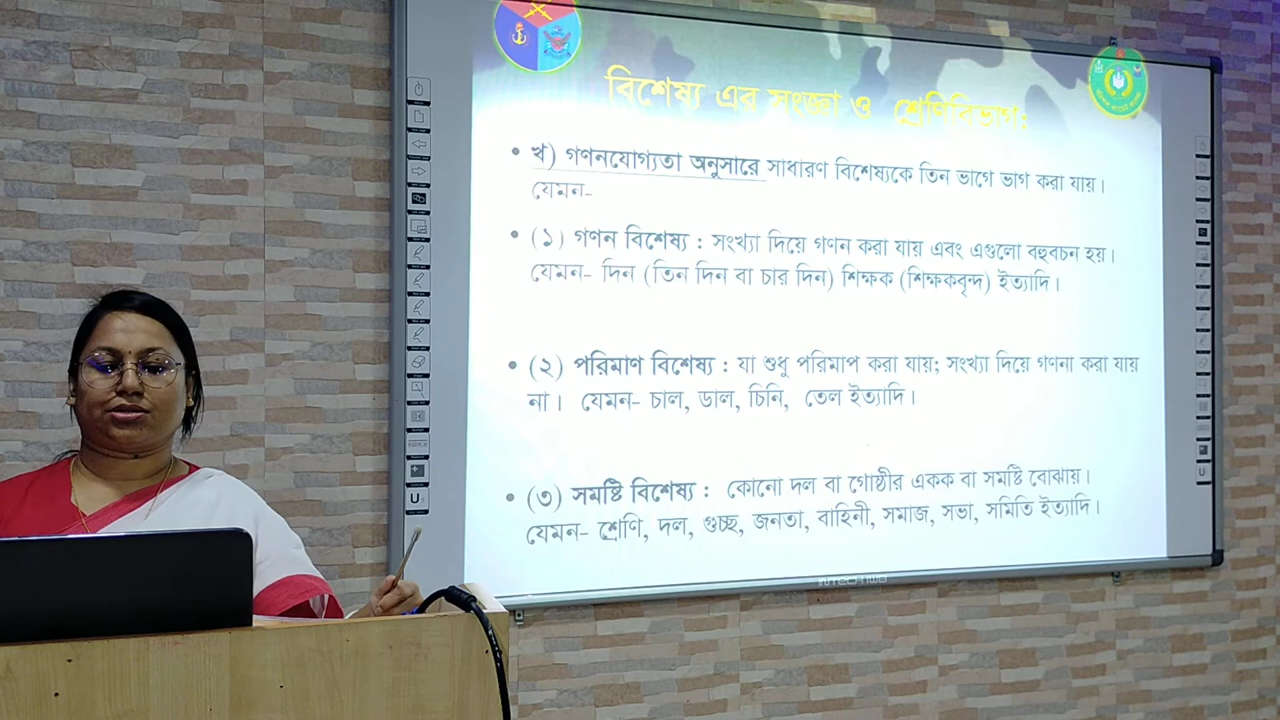 বিশেষ্য এর সংজ্ঞা ও শ্রেণিবিভাগ:
• খ) গণনযোগ্যতা অনুসারে সাধারণ বিশেষ্যকে তিন ভাগে ভাগ করা যায়।
যেমন-
• (১) গণন বিশেষ্য : সংখ্যা দিয়ে গণন করা যায় এবং এগুলো বহুবচন হয়।
যেমন- দিন (তিন দিন বা চার দিন) শিক্ষক (শিক্ষকবৃন্দ) ইত্যাদি।
• (২) পরিমাণ বিশেষ্য : যা শুধু পরিমাপ করা যায়; সংখ্যা দিয়ে গণনা করা যায়
না। যেমন- চাল, ডাল, চিনি, তেল ইত্যাদি।
• (৩) সমষ্টি বিশেষ্য : কোনো দল বা গোষ্ঠীর একক বা সমষ্টি বোঝায়।
যেমন- শ্রেণি, দল, গুচ্ছ, জনতা, বাহিনী, সমাজ, সভা, সমিতি ইত্যাদি।